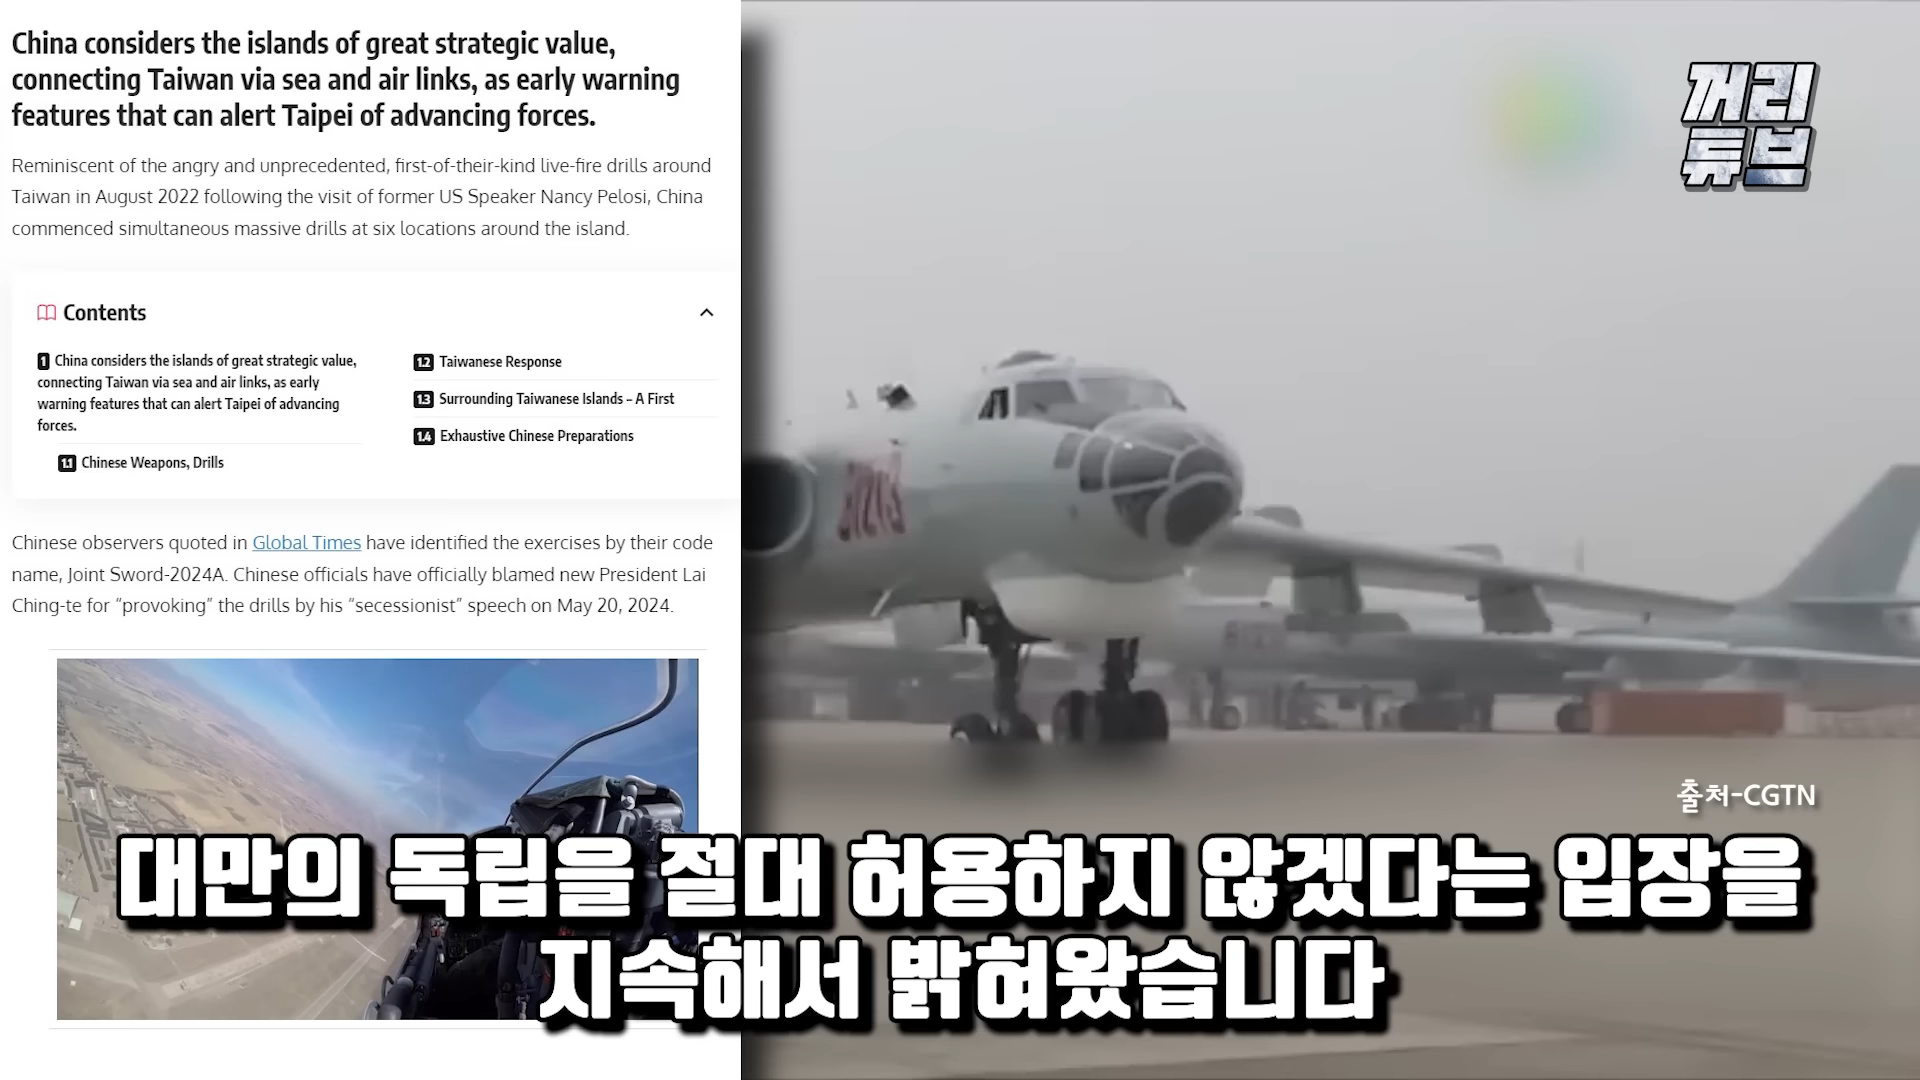 China considers the islands of great strategic value,
connecting Taiwan via sea and air links, as early warning
features that can alert Taipei of advancing forces.
Reminiscent of the angry and unprecedented, first-of-their-kind live-fire drills around
Taiwan in August 2022 following the visit of former US Speaker Nancy Pelosi, China
commenced simultaneous massive drills at six locations around the island.
Contents
1 China considers the islands of great strategic value,
connecting Taiwan via sea and air links, as early
warning features that can alert Taipei of advancing
forces.
1.1 Chinese Weapons, Drills
1.2 Taiwanese Response
1.3 Surrounding Taiwanese Islands – A First
1.4 Exhaustive Chinese Preparations
Chinese observers quoted in Global Times have identified the exercises by their code
name, Joint Sword-2024A. Chinese officials have officially blamed new President Lai
Ching-te for “provoking” the drills by his “secessionist” speech on May 20, 2024.
꺼리
튜브
출처-CGTN
대만의 독립을 절대 허용하지 않겠다는 입장을
지속해서 밝혀왔습니다